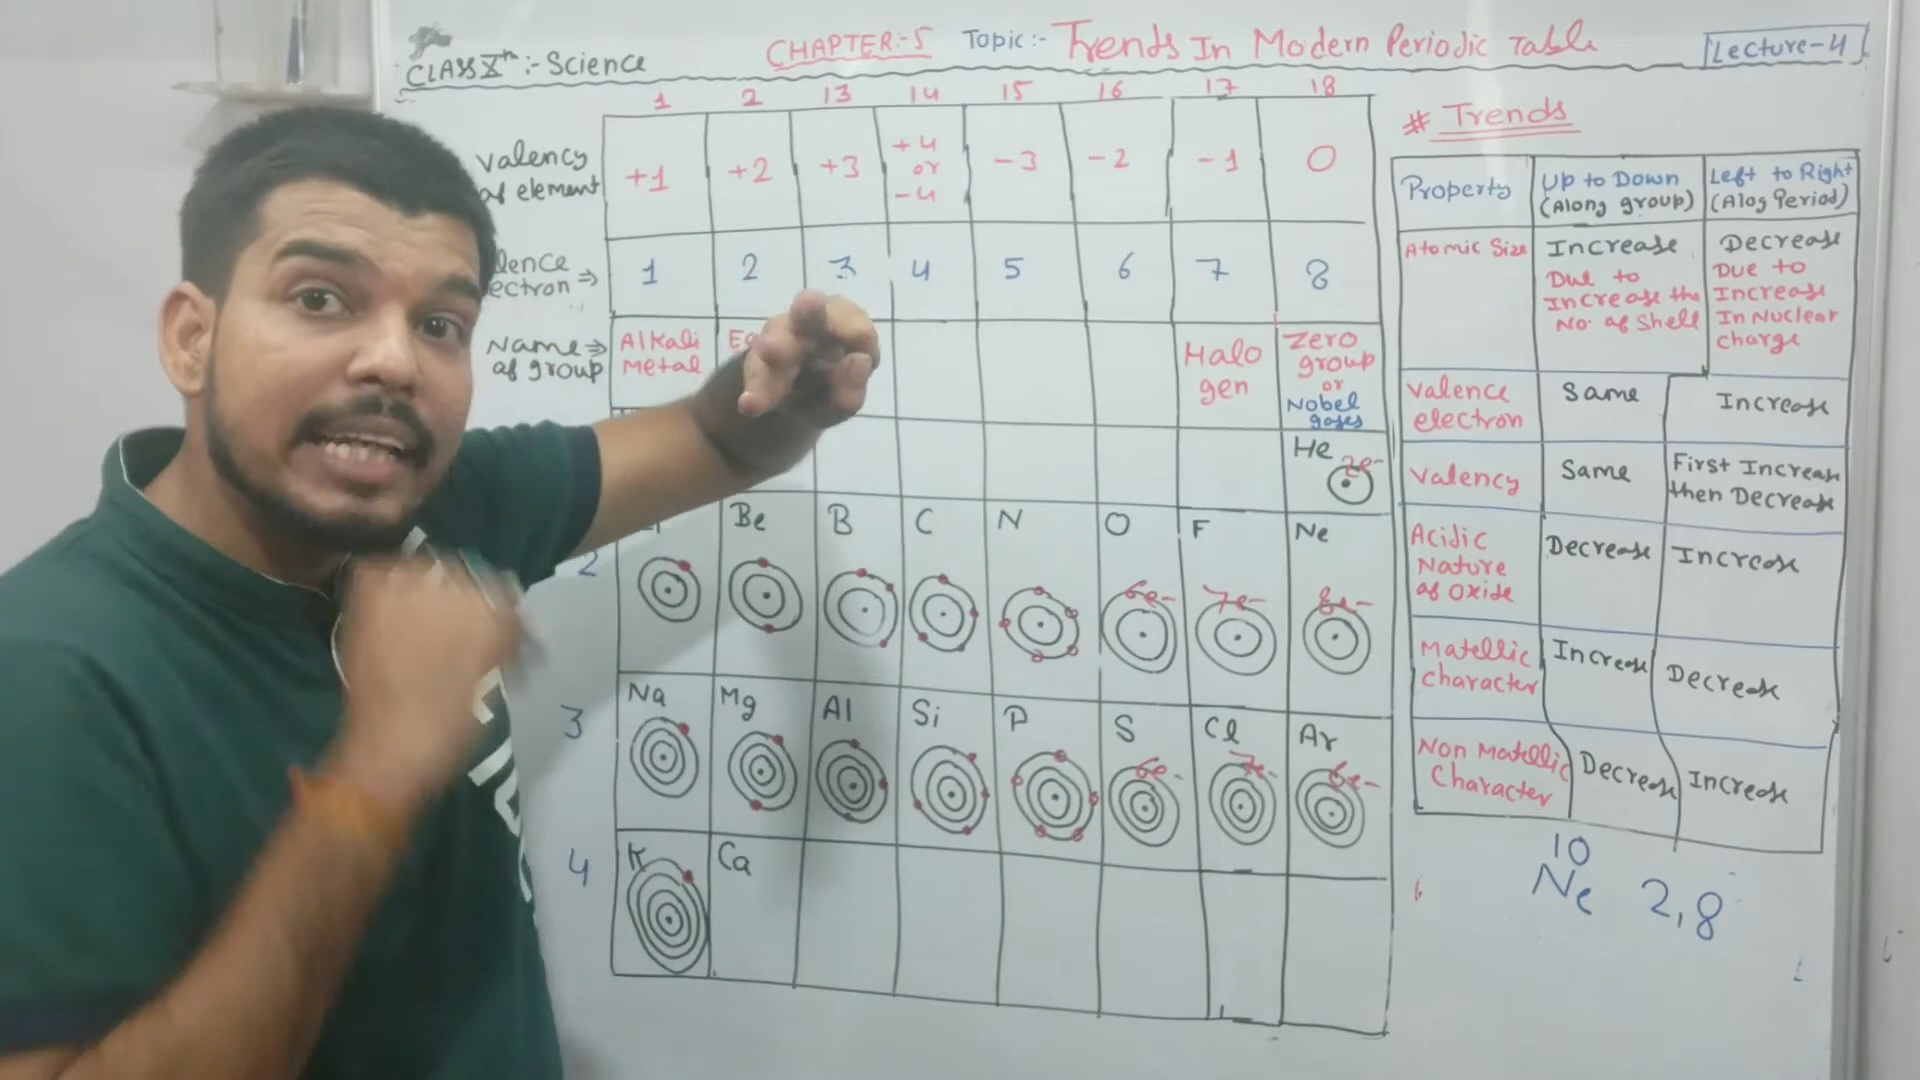 CLASS Xth :- Science
CHAPTER:-5 Topic:- Trends In Modern Periodic Table
Lecture-4
1 2 13 14 15 16 17 18
Valency
of element
+1 +2 +3 +4 or -4 -3 -2 -1 0
1 2 3 4 5 6 7 8
Name⇒
of group
Alkali
Metal
Halo
gen
Zero
group
or
Nobel
gases
He
2e-
2
Be B C N O F Ne
6e- 7e- 8e-
3
Na Mg Al Si P S Cl Ar
6e- 7e- 8e-
4
K Ca
# Trends
Property
Up to Down
(Along group)
Left to Right
(Alog Period)
Atomic Size
Increase
Due to
Increase the
No. of Shell
Decrease
Due to
Increase
In Nuclear
charge
Valence
electron
Same
Increase
Valency
Same
First Increase
then Decrease
Acidic
Nature
of Oxide
Decrease
Increase
Matellic
character
Increase
Decrease
Non Matellic
Character
Decrease
Increase
10
Ne 2,8